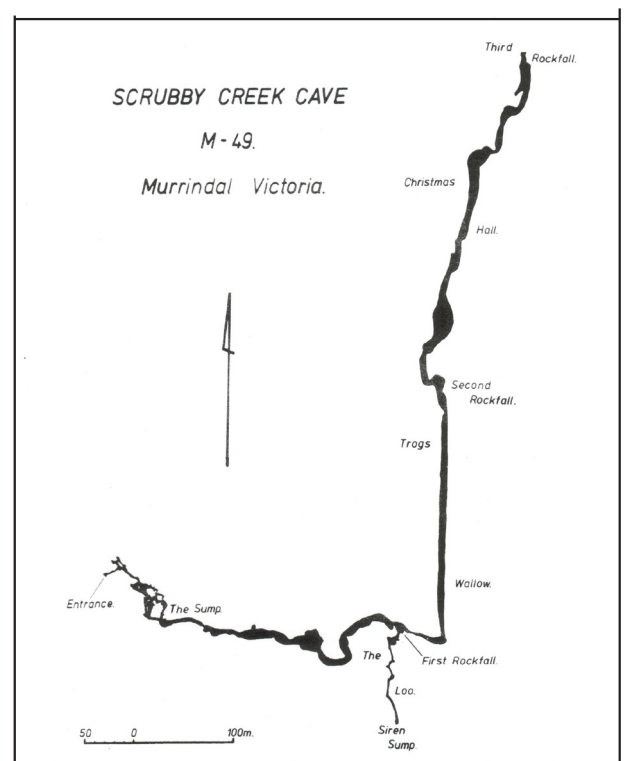 SCRUBBY CREEK CAVE
M-49.
Murrindal Victoria.
Third
Rockfall.
Christmas
Hall.
Second
Rockfall.
Trogs
Wallow.
Entrance.
The Sump.
The
First Rockfall.
Loo.
Siren
Sump.
50 0 100m.